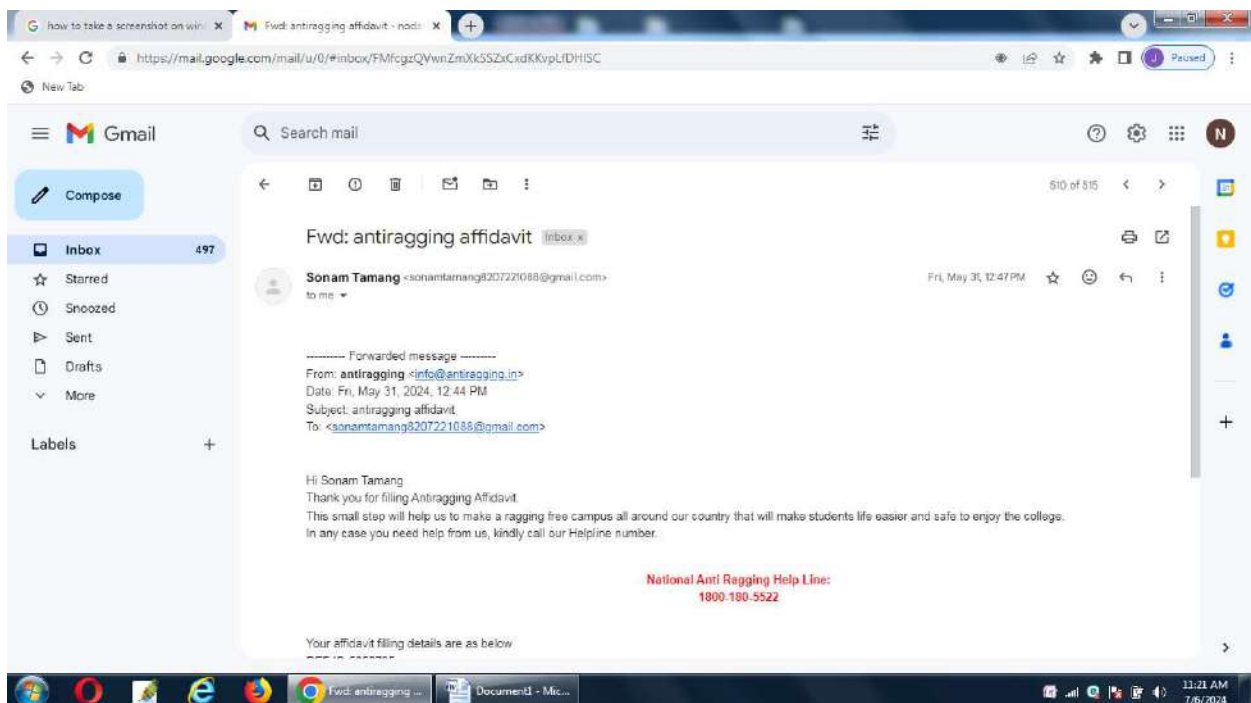 how to take a screenshot on win
Fwd: antiragging affidavit - nod
https://mail.google.com/mail/u/0/#inbox/
Paused
New Tab
Gmail
Search mail
N
Compose
510 of 515
Fwd: antiragging affidavit Inbox x
Inbox 497
Starred
Snoozed
Sent
Drafts
More
Labels
Sonam Tamang <sonamtamang8207221088@gmail.com>
Fri, May 31, 12:47 PM
to me
---------- Forwarded message ---------
From: antiragging <info@antiragging.in>
Date: Fri, May 31, 2024, 12:44 PM
Subject: antiragging affidavit
To: <sonamtamang8207221088@gmail.com>
Hi Sonam Tamang
Thank you for filling Antiragging Affidavit.
This small step will help us to make a ragging free campus all around our country that will make students life easier and safe to enjoy the college.
In any case you need help from us, kindly call our Helpline number.
National Anti Ragging Help Line:
1800-180-5522
Your affidavit filling details are as below
Fwd: antiragging ...
Document1 - Mic...
11:21 AM
7/6/2024